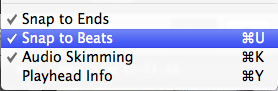 ✓ Snap to Ends
✓ Snap to Beats ⌘U
✓ Audio Skimming ⌘K
Playhead Info ⌘Y